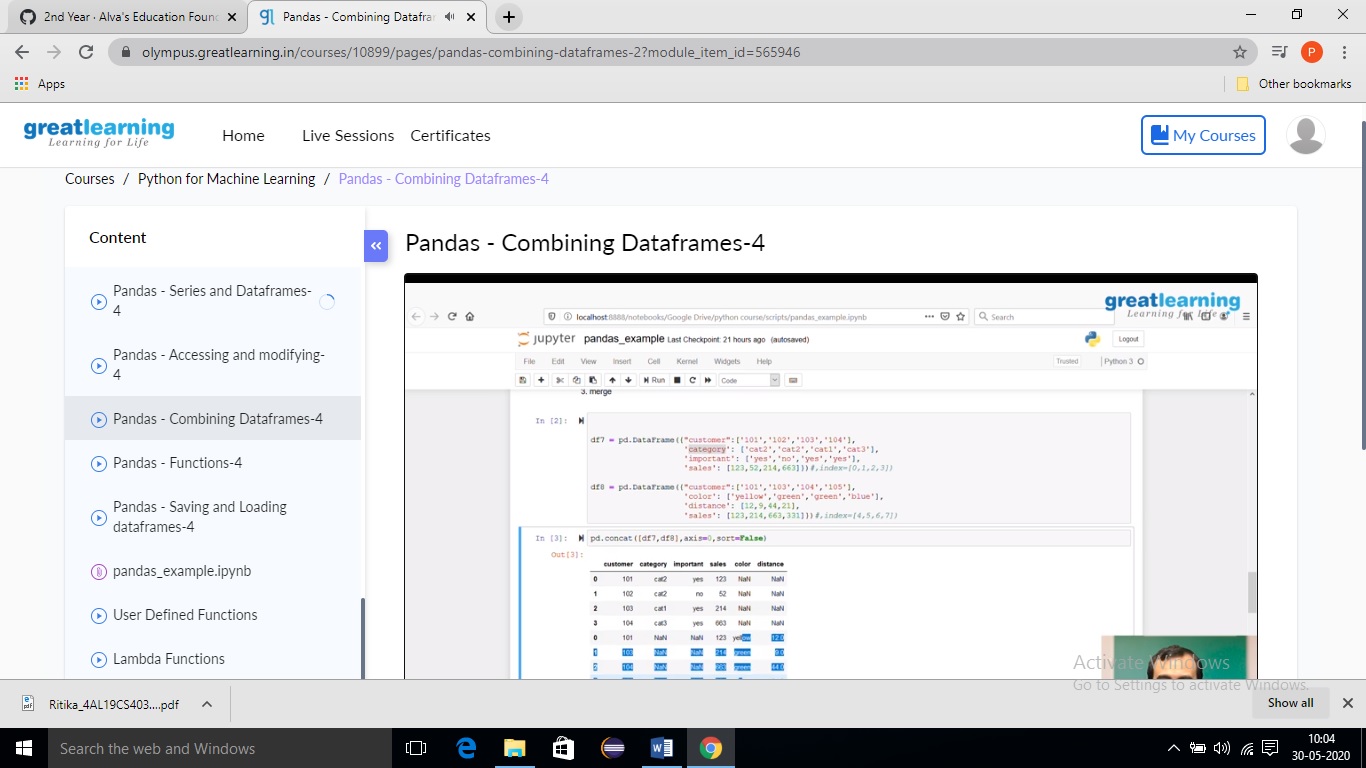 2nd Year · Alva's Education Foun
Pandas - Combining Datafra
olympus.greatlearning.in/courses/10899/pages/pandas-combining-dataframes-2?module_item_id=565946
P
Apps
Other bookmarks
greatlearning
Learning for Life
Home
Live Sessions
Certificates
My Courses
Courses / Python for Machine Learning / Pandas - Combining Dataframes-4
Content
Pandas - Series and Dataframes-
4
Pandas - Accessing and modifying-
4
Pandas - Combining Dataframes-4
Pandas - Functions-4
Pandas - Saving and Loading
dataframes-4
pandas_example.ipynb
User Defined Functions
Lambda Functions
Pandas - Combining Dataframes-4
greatlearning
Learning for Life
localhost:8888/notebooks/Google Drive/python course/scripts/pandas_example.ipynb
Search
jupyter pandas_example Last Checkpoint: 21 hours ago (autosaved)
Logout
File Edit View Insert Cell Kernel Widgets Help
Trusted
Python 3
Run
Code
3. merge
In [2]:
df7 = pd.DataFrame({"customer":['101','102','103','104'],
'category': ['cat2','cat2','cat1','cat3'],
'important': ['yes','no','yes','yes'],
'sales': [123,52,214,663]})#,index=[0,1,2,3])
df8 = pd.DataFrame({"customer":['101','103','104','105'],
'color': ['yellow','green','green','blue'],
'distance': [12,9,44,21],
'sales': [123,214,663,331]})#,index=[4,5,6,7])
In [3]: pd.concat([df7,df8],axis=0,sort=False)
Out[3]:
customer category important sales color distance
0 101 cat2 yes 123 NaN NaN
1 102 cat2 no 52 NaN NaN
2 103 cat1 yes 214 NaN NaN
3 104 cat3 yes 663 NaN NaN
0 101 NaN NaN 123 yellow 12.0
1 103 NaN NaN 214 green 9.0
2 104 NaN NaN 663 green 44.0
Activate Windows
Go to Settings to activate Windows.
Ritika_4AL19CS403....pdf
Show all
Search the web and Windows
10:04
30-05-2020